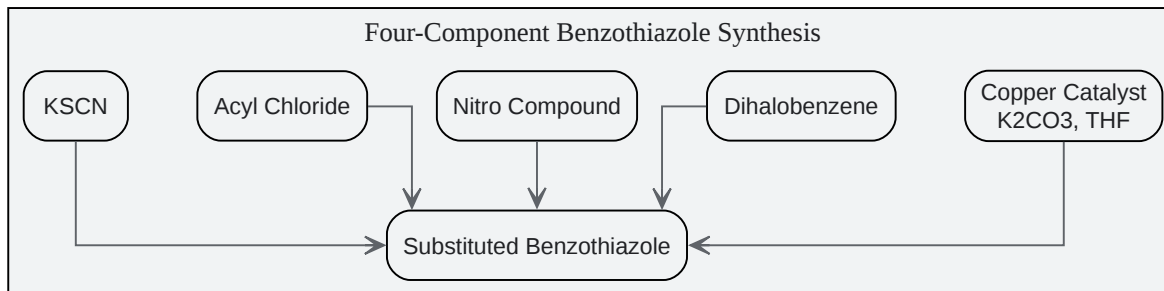 Four-Component Benzothiazole Synthesis
KSCN
Acyl Chloride
Nitro Compound
Dihalobenzene
Copper Catalyst
K2CO3, THF
Substituted Benzothiazole